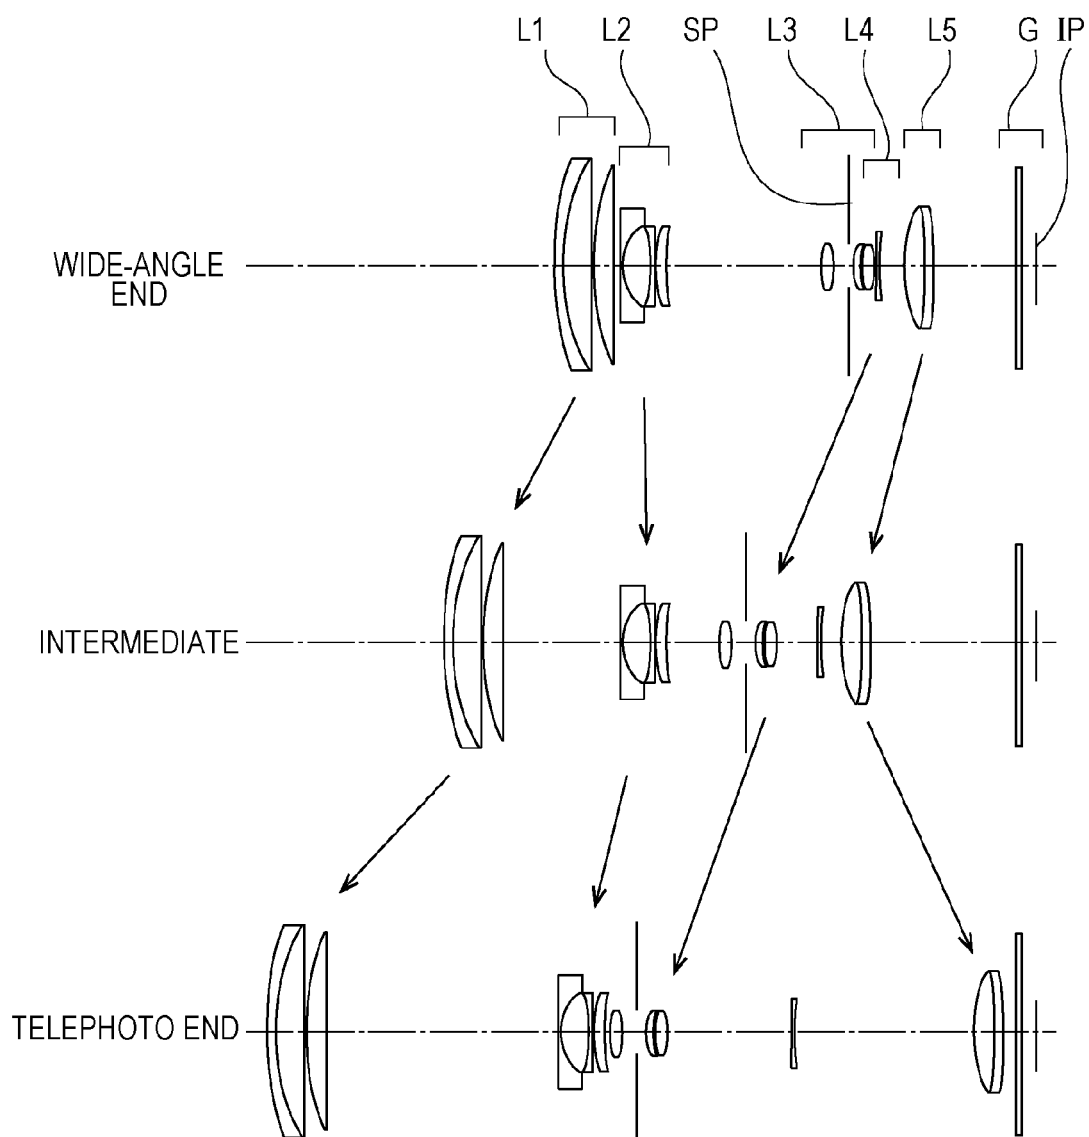 L1 L2 SP L3 L4 L5 G IP
WIDE-ANGLE
END
INTERMEDIATE
TELEPHOTO END